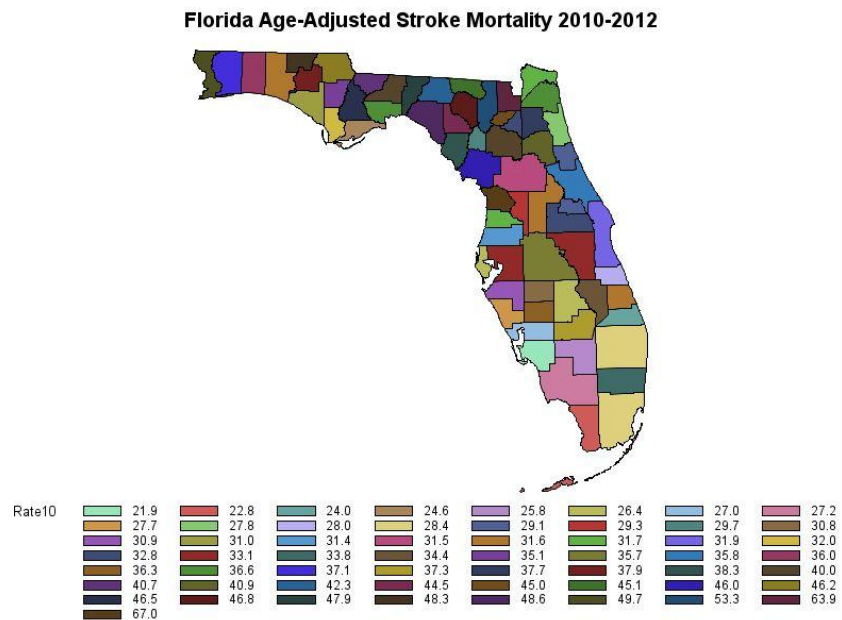 Florida Age-Adjusted Stroke Mortality 2010-2012
Rate10 21.9 22.8 24.0 24.6 25.8 26.4 27.0 27.2
27.7 27.8 28.0 28.4 29.1 29.3 29.7 30.8
30.9 31.0 31.4 31.5 31.6 31.7 31.9 32.0
32.8 33.1 33.8 34.4 35.1 35.7 35.8 36.0
36.3 36.6 37.1 37.3 37.7 37.9 38.3 40.0
40.7 40.9 42.3 44.5 45.0 45.1 46.0 46.2
46.5 46.8 47.9 48.3 48.6 49.7 53.3 63.9
67.0